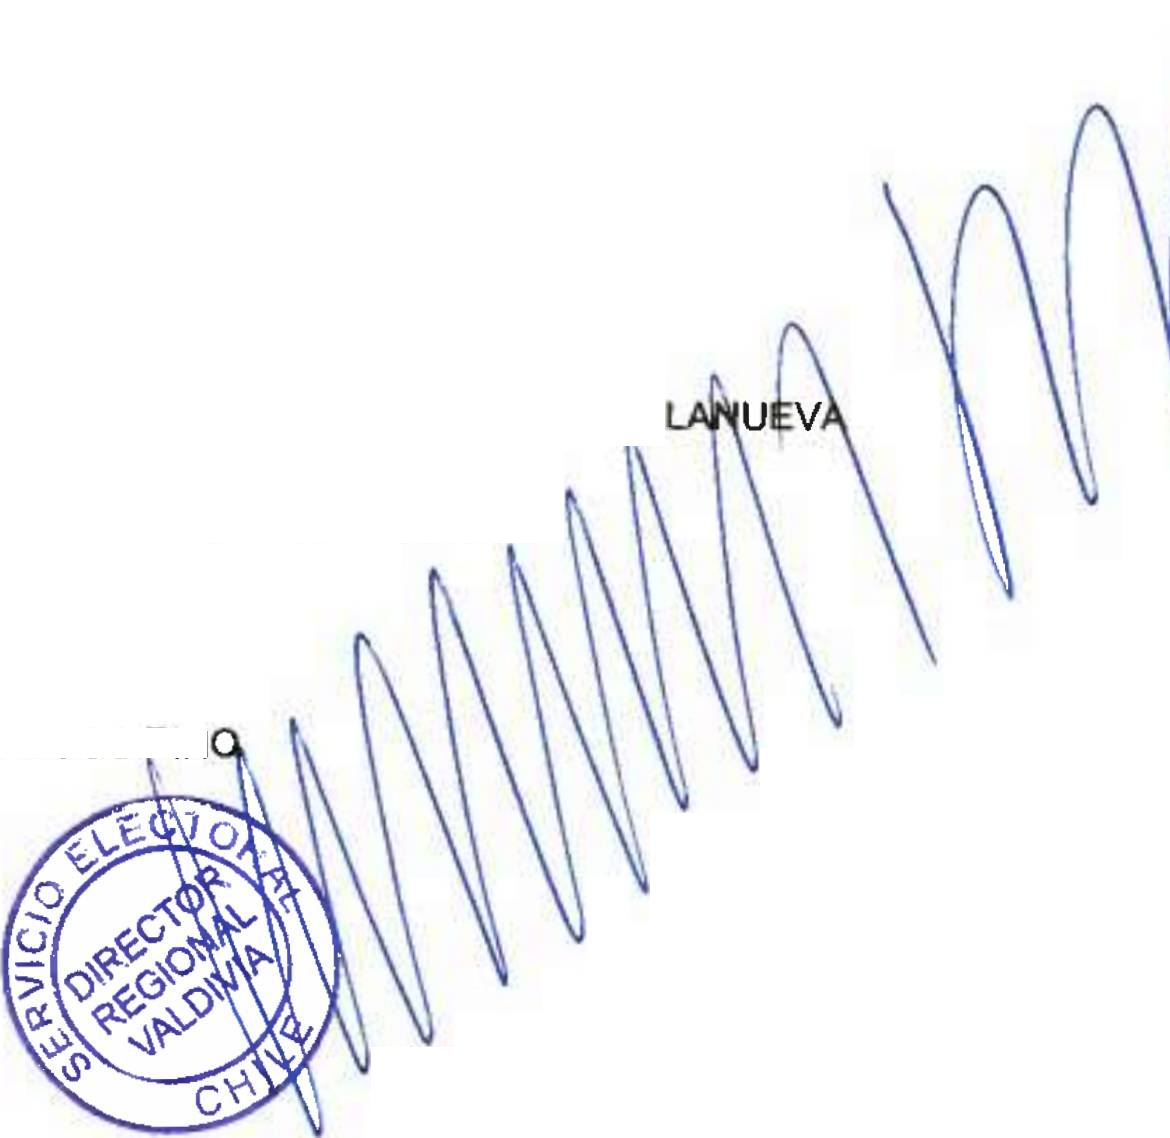 LANUEVA
O
SERVICIO ELECTORAL
DIRECTOR
REGIONAL
VALDIVIA
CHILE